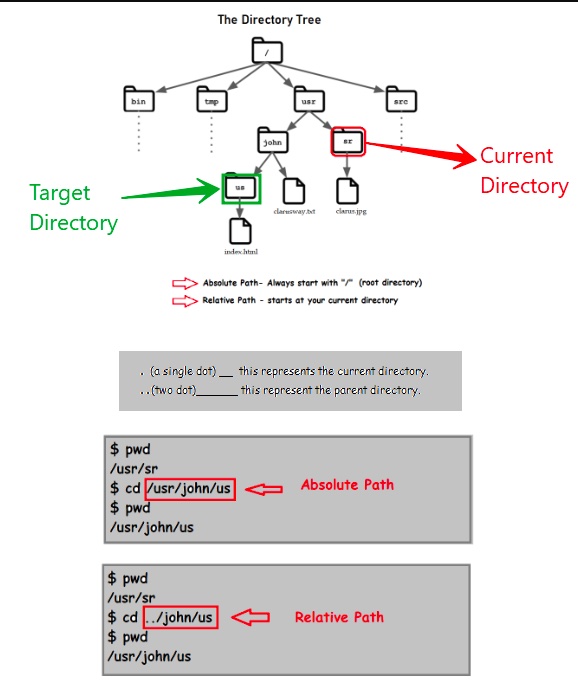 The Directory Tree
/
bin
tmp
usr
src
john
sr
Current
Directory
Target
Directory
us
clarusway.txt
clarus.jpg
index.html
Absolute Path- Always start with "/" (root directory)
Relative Path - starts at your current directory
. (a single dot) __ this represents the current directory.
..(two dot)______ this represent the parent directory.
$ pwd
/usr/sr
$ cd /usr/john/us
Absolute Path
$ pwd
/usr/john/us
$ pwd
/usr/sr
$ cd ../john/us
Relative Path
$ pwd
/usr/john/us